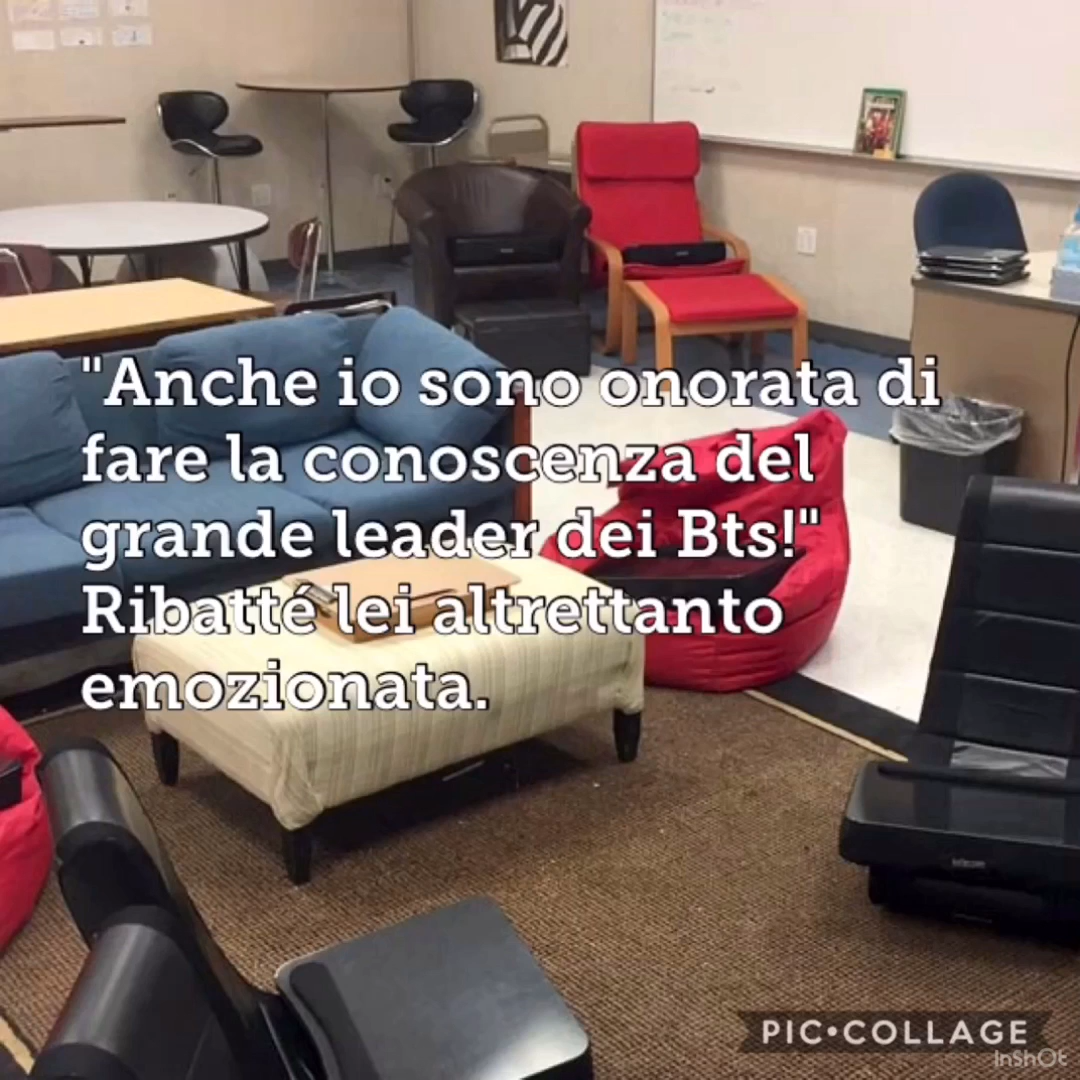 "Anche io sono onorata di
fare la conoscenza del
grande leader dei Bts!"
Ribatté lei altrettanto
emozionata.
PIC•COLLAGE
InShOt